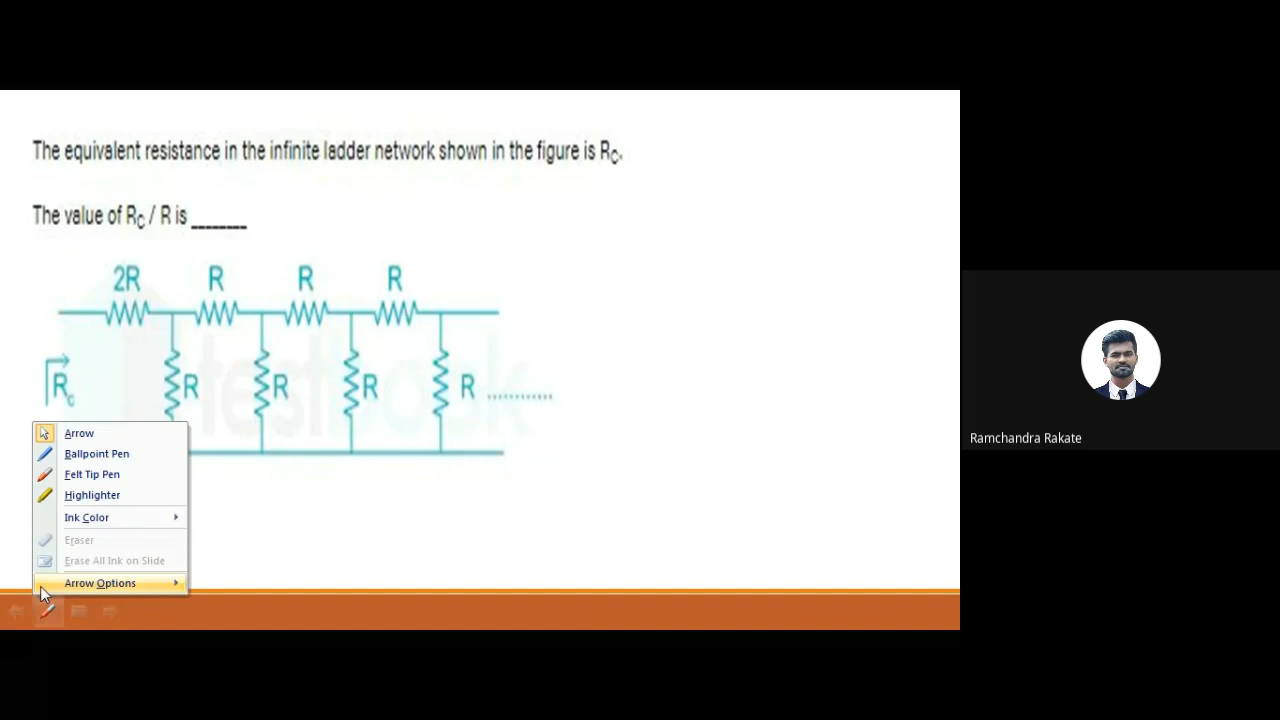 The equivalent resistance in the infinite ladder network shown in the figure is RC.
The value of RC / R is ________
2R R R R
Rc R R R R ............
testbook
Arrow
Ballpoint Pen
Felt Tip Pen
Highlighter
Ink Color
Eraser
Erase All Ink on Slide
Arrow Options
Ramchandra Rakate